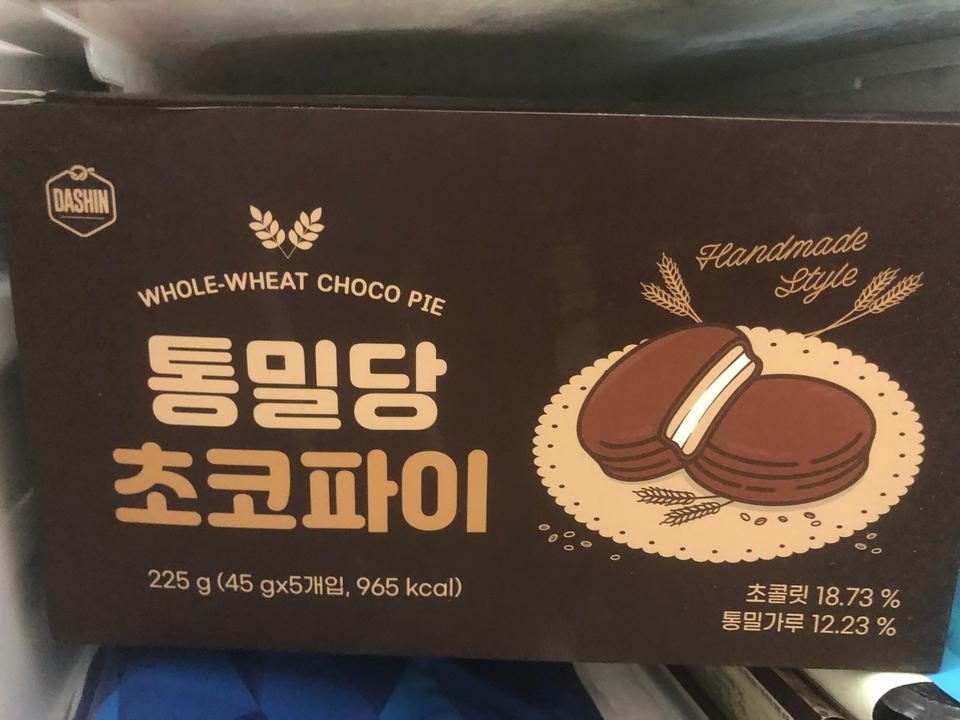 DASHIN
WHOLE-WHEAT CHOCO PIE
통밀당
초코파이
225 g (45 gx5개입, 965 kcal)
Handmade
Style
초콜릿 18.73 %
통밀가루 12.23 %